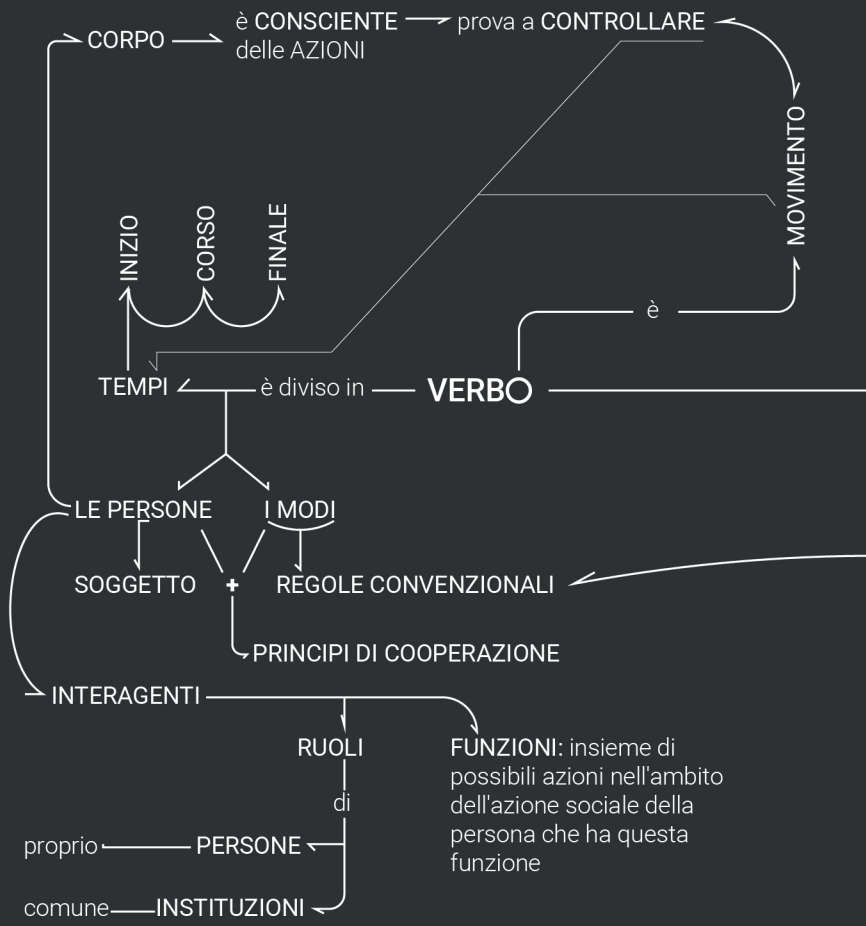 CORPO
è CONSCIENTE
delle AZIONI
prova a CONTROLLARE
MOVIMENTO
INIZIO
CORSO
FINALE
è
TEMPI
è diviso in
VERBO
LE PERSONE
I MODI
SOGGETTO
+
REGOLE CONVENZIONALI
PRINCIPI DI COOPERAZIONE
INTERAGENTI
RUOLI
FUNZIONI: insieme di
possibili azioni nell'ambito
dell'azione sociale della
persona che ha questa
funzione
di
proprio
PERSONE
comune
INSTITUZIONI